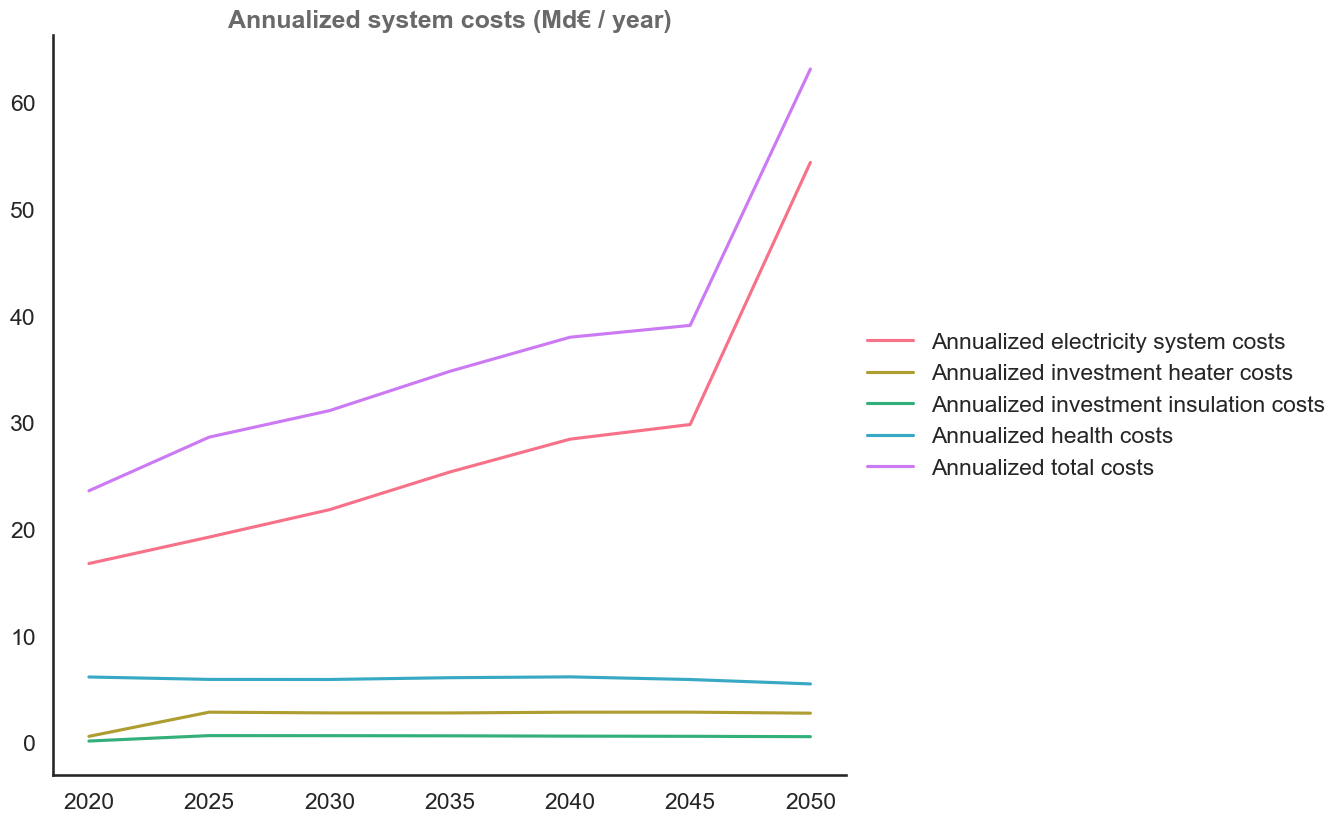 Annualized system costs (Md€ / year)
60
50
40
30
20
10
0
2020 2025 2030 2035 2040 2045 2050
Annualized electricity system costs
Annualized investment heater costs
Annualized investment insulation costs
Annualized health costs
Annualized total costs